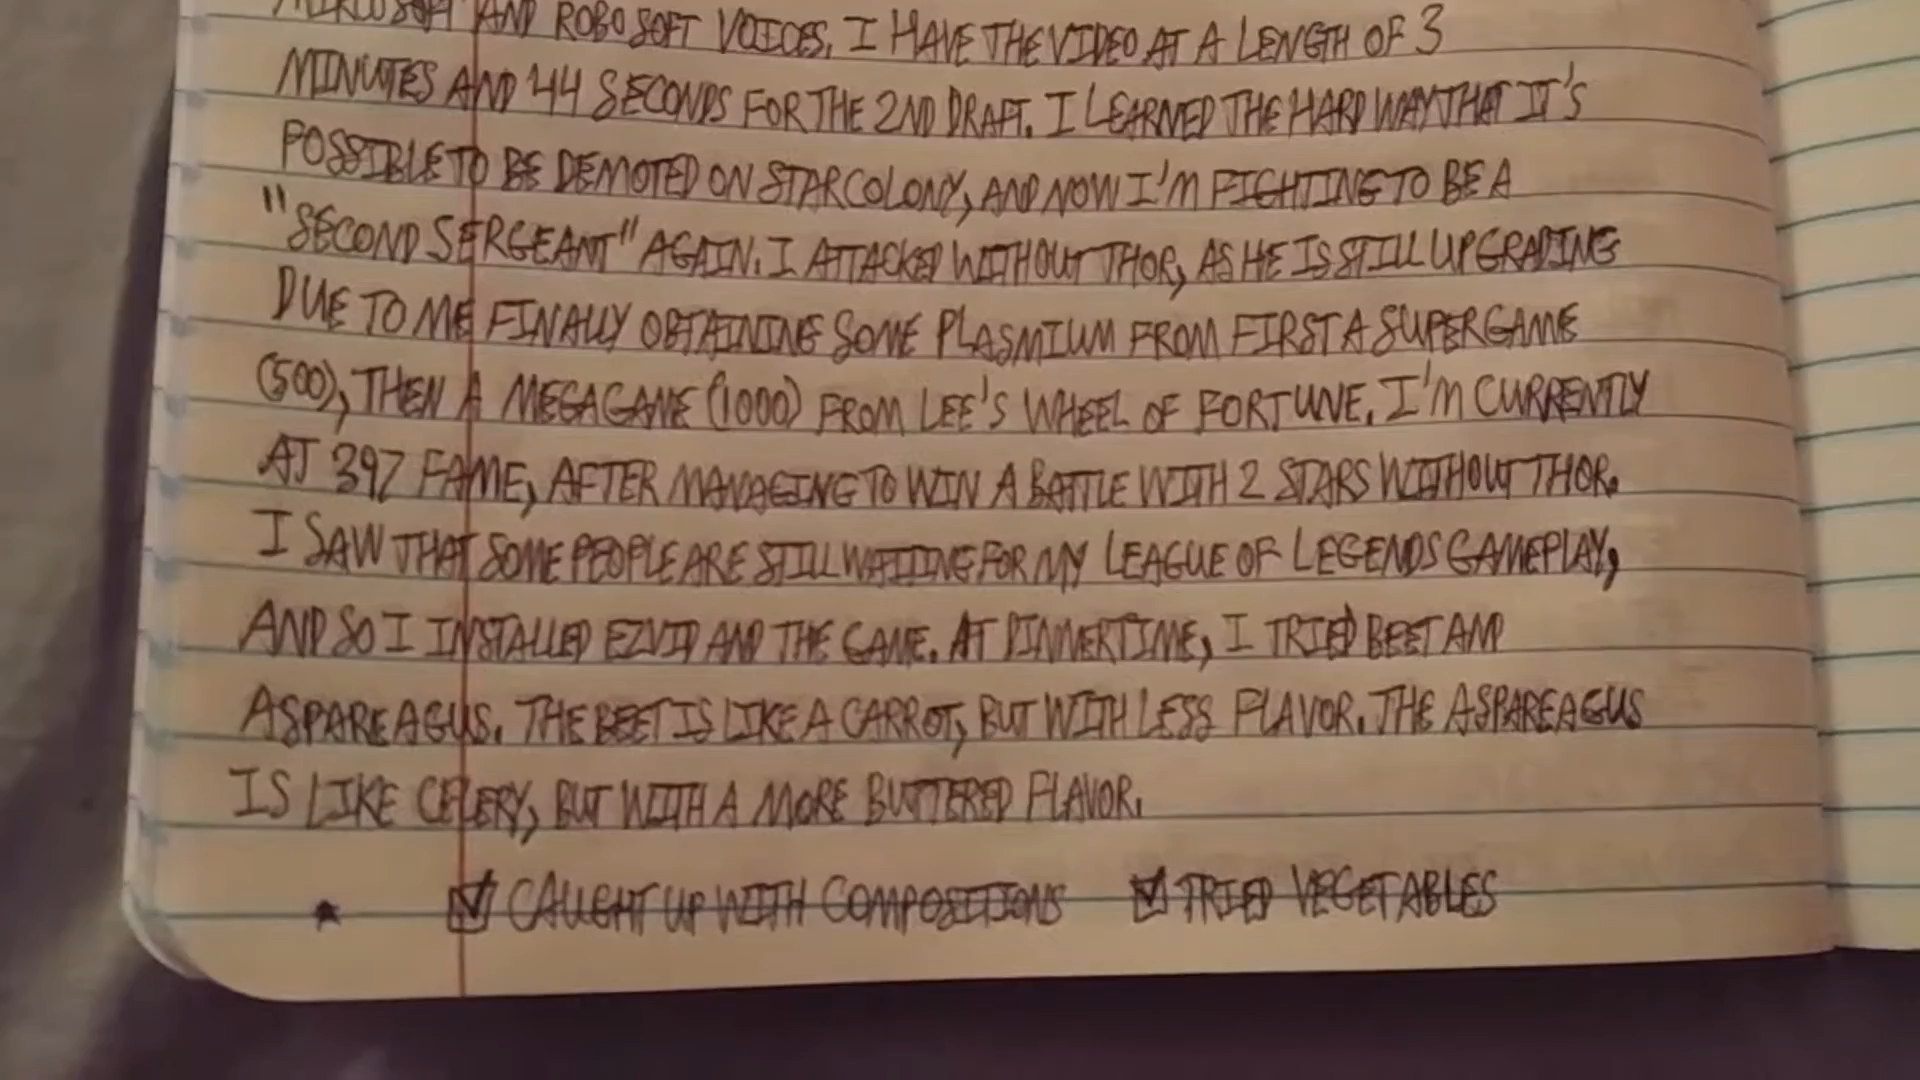 MICROSOFT AND ROBOSOFT VOICES. I HAVE THE VIDEO AT A LENGTH OF 3
MINUTES AND 44 SECONDS FOR THE 2ND DRAFT. I LEARNED THE HARD WAY THAT IT'S
POSSIBLE TO BE DEMOTED ON STAR COLONY, AND NOW I'M FIGHTING TO BE A
"SECOND SERGEANT" AGAIN. I ATTACKED WITHOUT THOR, AS HE IS STILL UPGRADING
DUE TO ME FINALLY OBTAINING SOME PLASMIUM FROM FIRST A SUPERGAME
(500), THEN A MEGAGAME (1000) FROM LEE'S WHEEL OF FORTUNE. I'M CURRENTLY
AT 397 FAME, AFTER MANAGING TO WIN A BATTLE WITH 2 STARS WITHOUT THOR.
I SAW THAT SOME PEOPLE ARE STILL WAITING FOR MY LEAGUE OF LEGENDS GAMEPLAY,
AND SO I INSTALLED EZVID AND THE GAME. AT DINNERTIME, I TRIED BEET AND
ASPAREAGUS. THE BEET IS LIKE A CARROT, BUT WITH LESS FLAVOR. THE ASPAREAGUS
IS LIKE CELERY, BUT WITH A MORE BUTTERED FLAVOR.
★ ☑ CAUGHT UP WITH COMPOSITIONS ☑ TRIED VEGETABLES